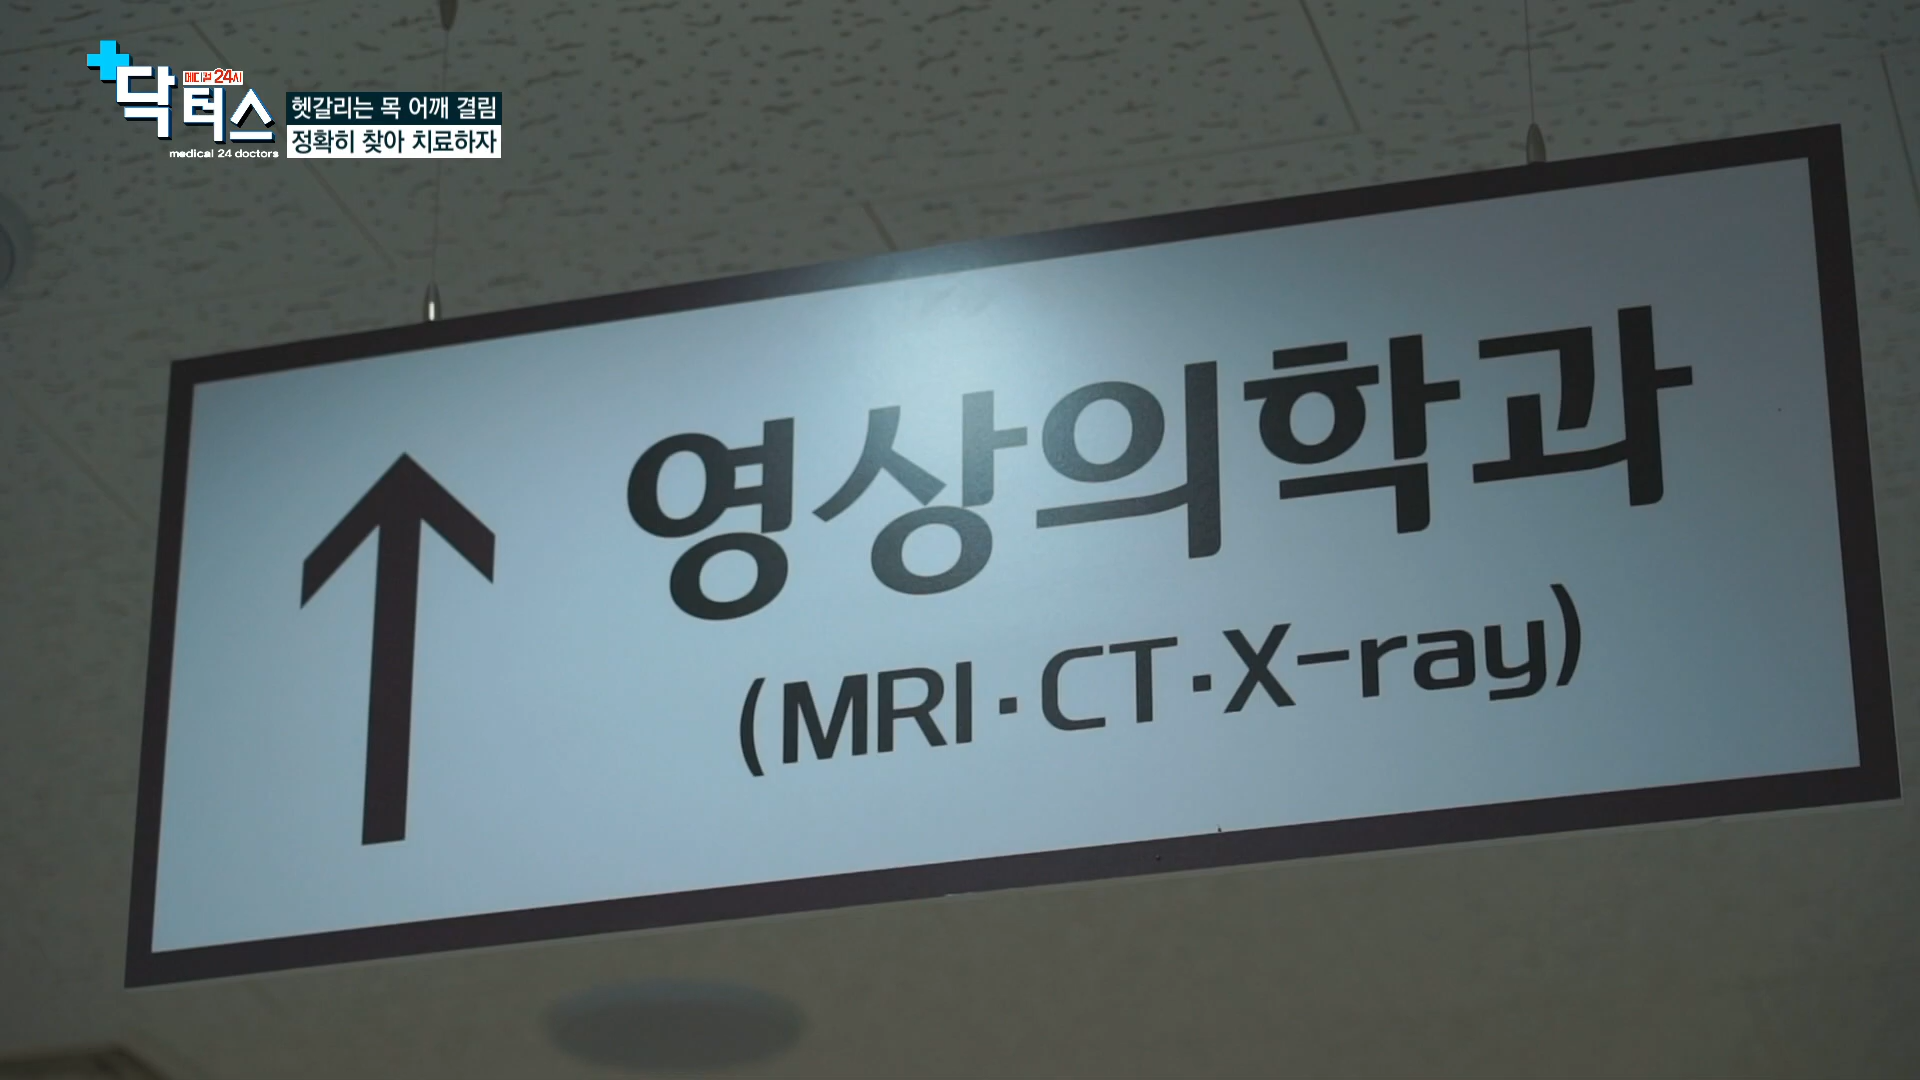 메디컬 24시
닥터스
medical 24 doctors
헷갈리는 목 어깨 결림
정확히 찾아 치료하자
영상의학과
(MRI·CT·X-ray)